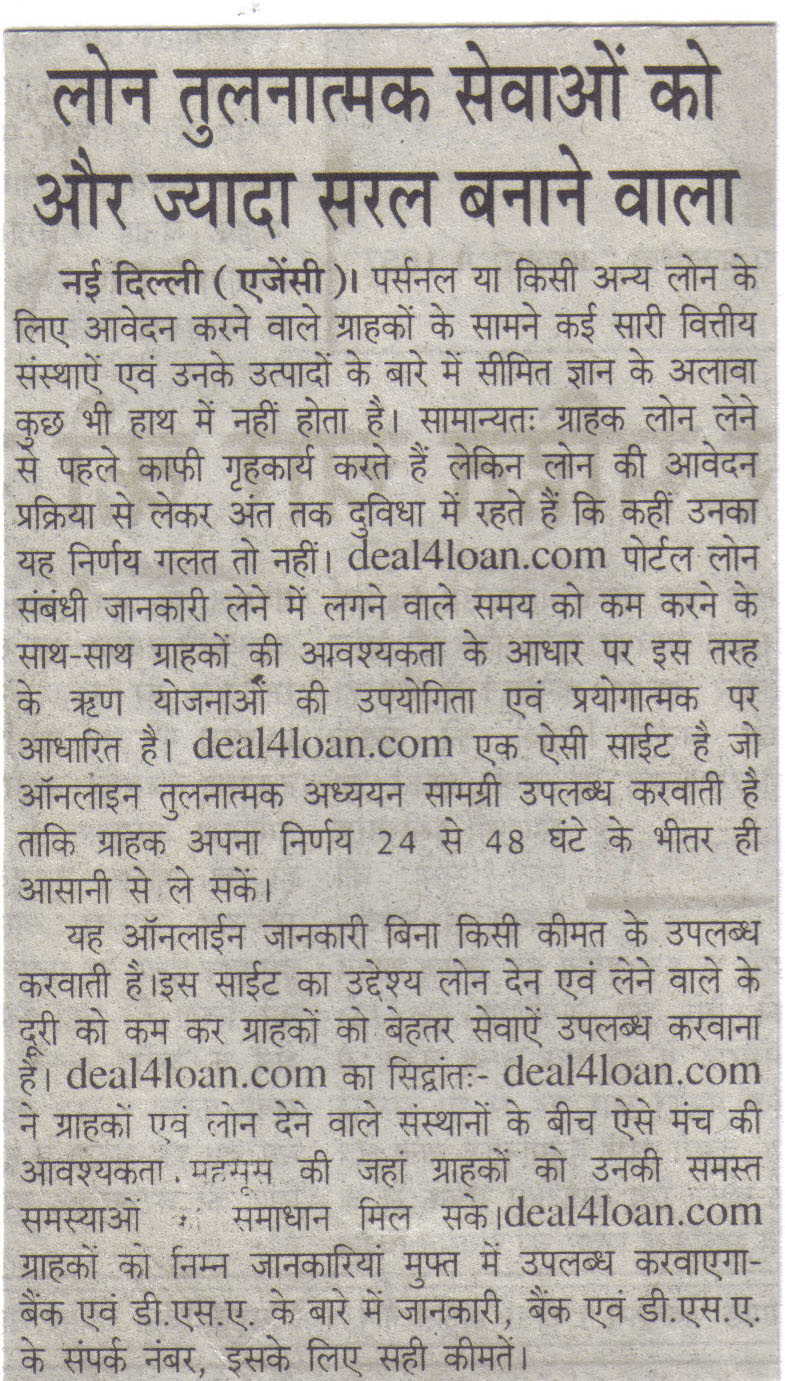 लोन तुलनात्मक सेवाओं को
और ज्यादा सरल बनाने वाला
नई दिल्ली ( एजेंसी )। पर्सनल या किसी अन्य लोन के
लिए आवेदन करने वाले ग्राहकों के सामने कई सारी वित्तीय
संस्थाऐं एवं उनके उत्पादों के बारे में सीमित ज्ञान के अलावा
कुछ भी हाथ में नहीं होता है। सामान्यतः ग्राहक लोन लेने
से पहले काफी गृहकार्य करते हैं लेकिन लोन की आवेदन
प्रक्रिया से लेकर अंत तक दुविधा में रहते हैं कि कहीं उनका
यह निर्णय गलत तो नहीं। deal4loan.com पोर्टल लोन
संबंधी जानकारी लेने में लगने वाले समय को कम करने के
साथ-साथ ग्राहकों की आवश्यकता के आधार पर इस तरह
के ऋण योजनाओं की उपयोगिता एवं प्रयोगात्मक पर
आधारित है। deal4loan.com एक ऐसी साईट है जो
ऑनलाइन तुलनात्मक अध्ययन सामग्री उपलब्ध करवाती है
ताकि ग्राहक अपना निर्णय 24 से 48 घंटे के भीतर ही
आसानी से ले सकें।
यह ऑनलाईन जानकारी बिना किसी कीमत के उपलब्ध
करवाती है।इस साईट का उद्देश्य लोन देन एवं लेने वाले के
दूरी को कम कर ग्राहकों को बेहतर सेवाऐं उपलब्ध करवाना
हैं। deal4loan.com का सिद्वांतः- deal4loan.com
ने ग्राहकों एवं लोन देने वाले संस्थानों के बीच ऐसे मंच की
आवश्यकता महसूस की जहां ग्राहकों को उनकी समस्त
समस्याओं समाधान मिल सके।deal4loan.com
ग्राहकों को निम्न जानकारियां मुफ्त में उपलब्ध करवाएगा-
बैंक एवं डी.एस.ए. के बारे में जानकारी, बैंक एवं डी.एस.ए.
के संपर्क नंबर, इसके लिए सही कीमतें।